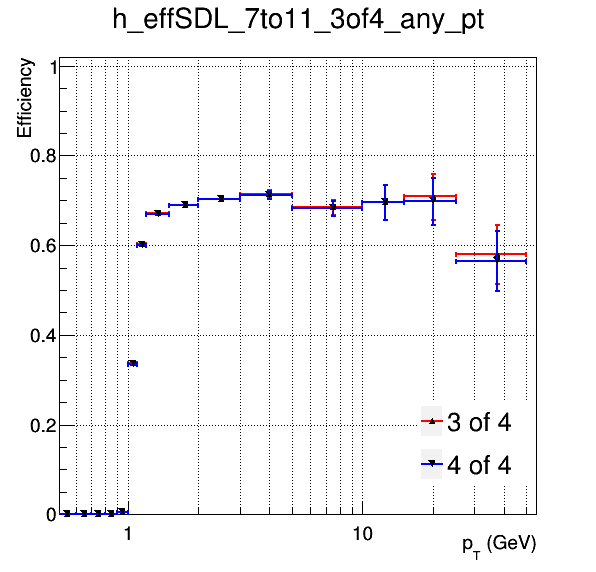 h_effSDL_7to11_3of4_any_pt
Efficiency
1
0.8
0.6
0.4
0.2
0
3 of 4
4 of 4
1
10
p_T (GeV)